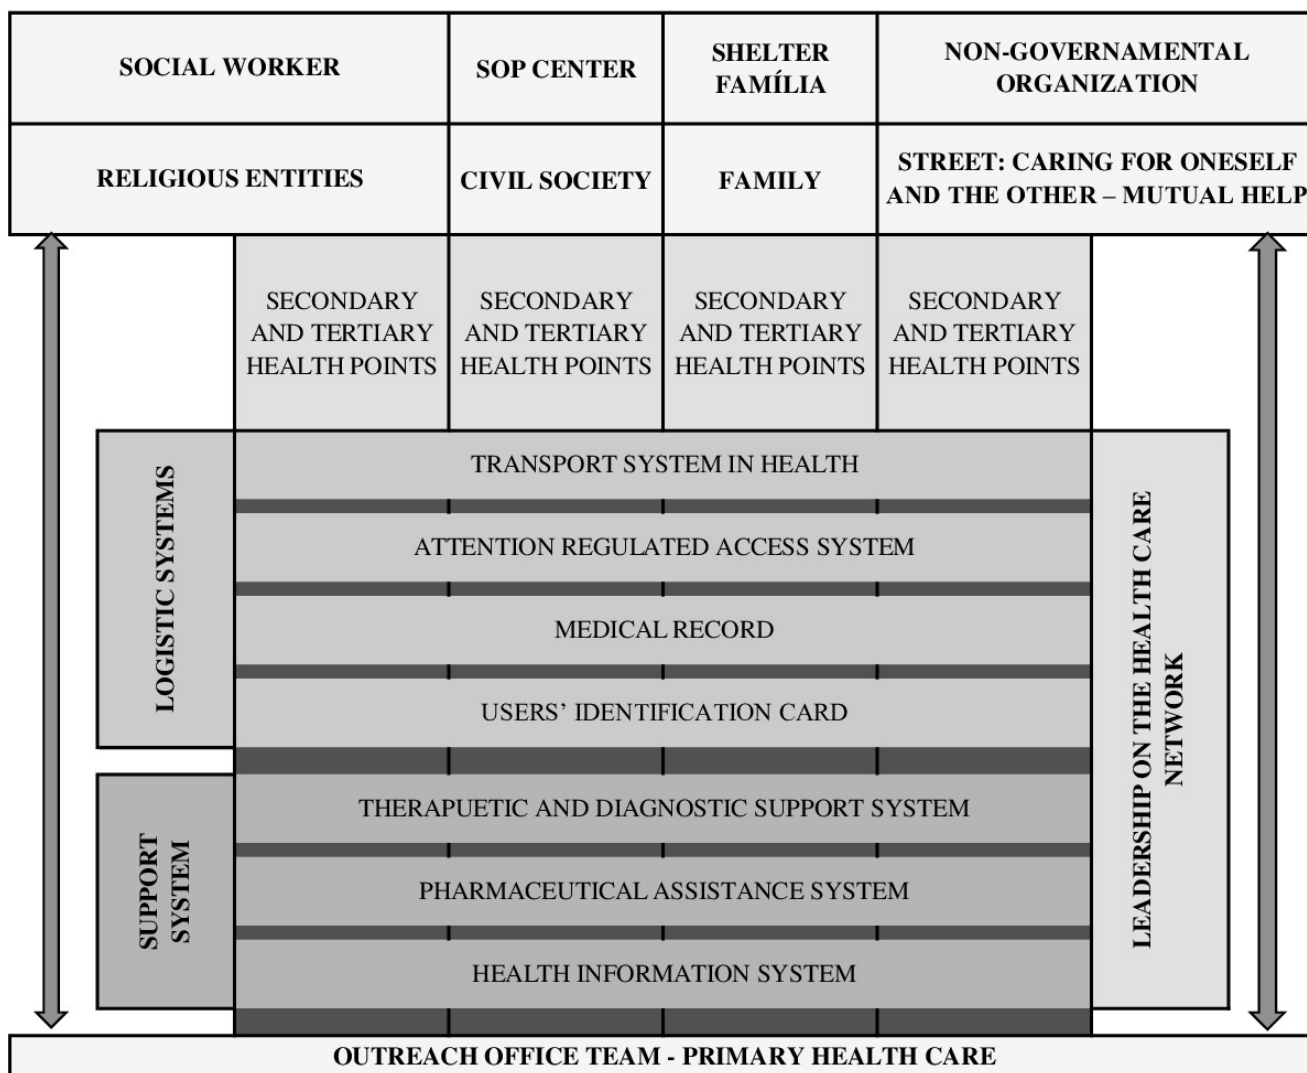 SOCIAL WORKER
SOP CENTER
SHELTER
FAMÍLIA
NON-GOVERNAMENTAL
ORGANIZATION
RELIGIOUS ENTITIES
CIVIL SOCIETY
FAMILY
STREET: CARING FOR ONESELF
AND THE OTHER – MUTUAL HELP
SECONDARY
AND TERTIARY
HEALTH POINTS
SECONDARY
AND TERTIARY
HEALTH POINTS
SECONDARY
AND TERTIARY
HEALTH POINTS
SECONDARY
AND TERTIARY
HEALTH POINTS
LOGISTIC SYSTEMS
TRANSPORT SYSTEM IN HEALTH
ATTENTION REGULATED ACCESS SYSTEM
MEDICAL RECORD
USERS’ IDENTIFICATION CARD
SUPPORT
SYSTEM
THERAPUETIC AND DIAGNOSTIC SUPPORT SYSTEM
PHARMACEUTICAL ASSISTANCE SYSTEM
HEALTH INFORMATION SYSTEM
LEADERSHIP ON THE HEALTH CARE
NETWORK
OUTREACH OFFICE TEAM - PRIMARY HEALTH CARE